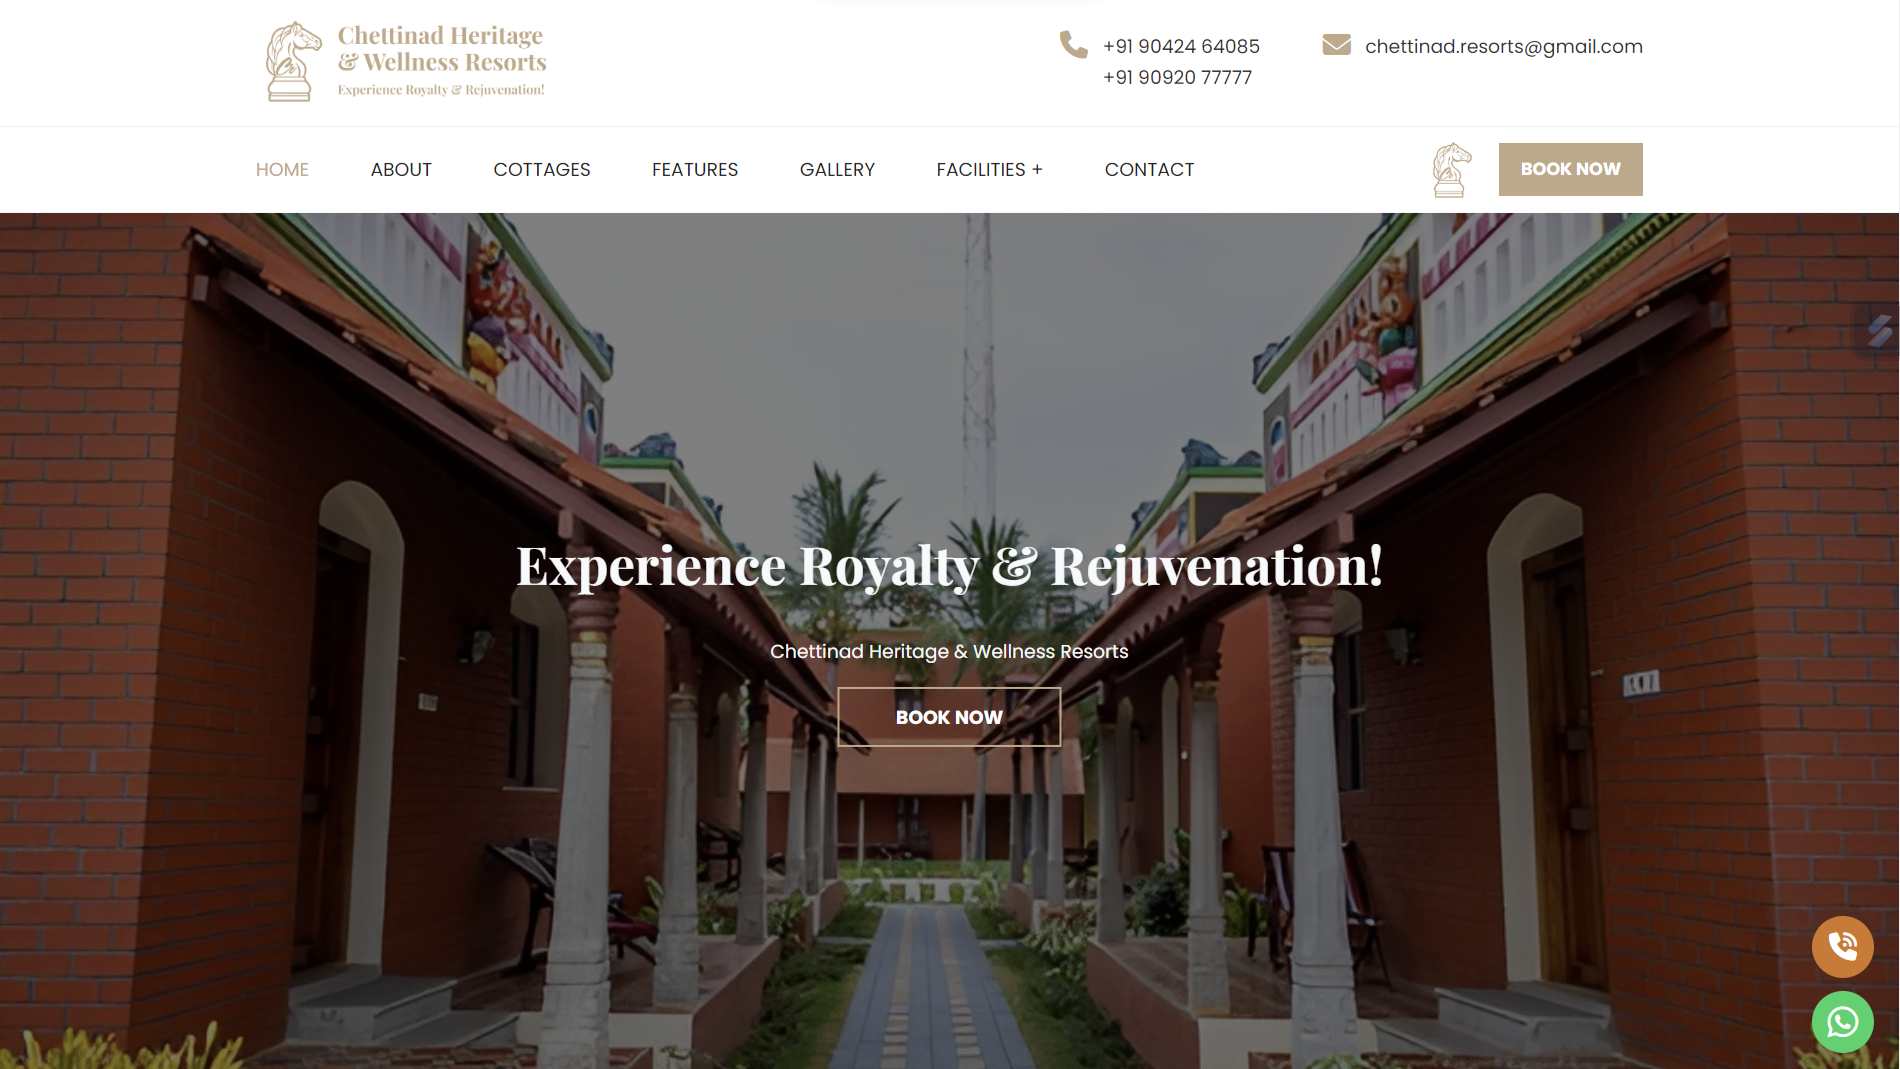 Chettinad Heritage
& Wellness Resorts
Experience Royalty & Rejuvenation!
+91 90424 64085
+91 90920 77777
chettinad.resorts@gmail.com
HOME
ABOUT
COTTAGES
FEATURES
GALLERY
FACILITIES +
CONTACT
BOOK NOW
Experience Royalty & Rejuvenation!
Chettinad Heritage & Wellness Resorts
BOOK NOW